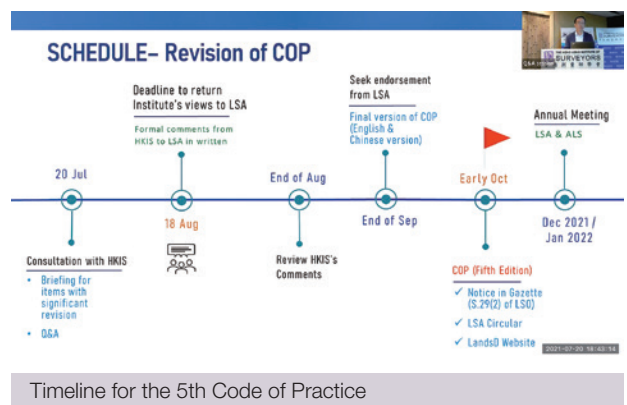 SCHEDULE– Revision of COP
SURVEYORS
Deadline to return
Institute's views to LSA
Formal comments from
HKIS to LSA in written
Seek endorsement
from LSA
Final version of COP
(English &
Chinese version)
Annual Meeting
LSA & ALS
20 Jul
End of Aug
Early Oct
18 Aug
End of Sep
Dec 2021 /
Jan 2022
Consultation with HKIS
• Briefing for
items with
significant
revision
• Q&A
Review HKIS's
Comments
COP (Fifth Edition)
✓ Notice in Gazette
(S.29(2) of LSO)
✓ LSA Circular
✓ LandsD Website
2021-07-20 18:43:14
Timeline for the 5th Code of Practice